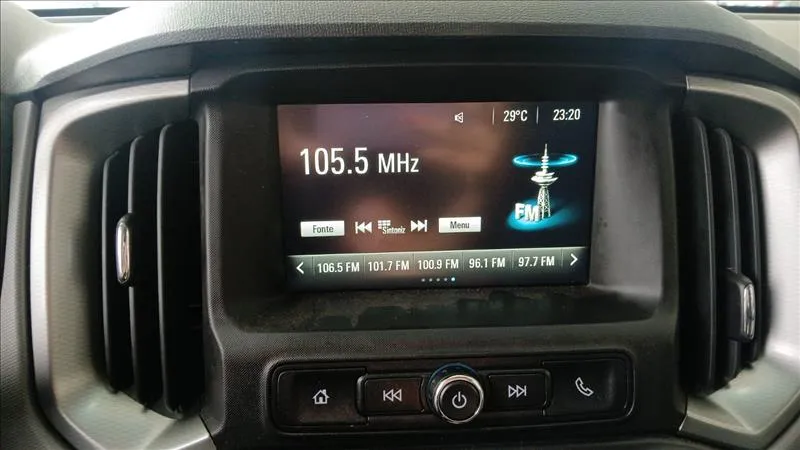 29°C 23:20
105.5 MHz
FM
Fonte Sintoniz Menu
106.5 FM 101.7 FM 100.9 FM 96.1 FM 97.7 FM